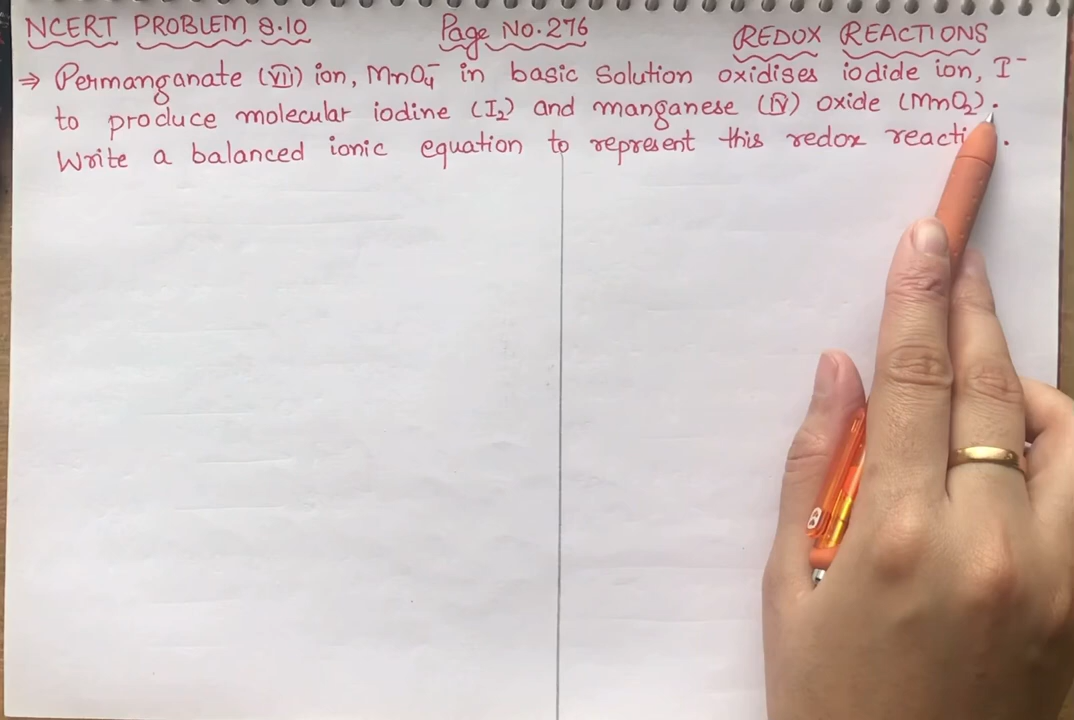 NCERT PROBLEM 8.10 Page No. 276 REDOX REACTIONS
⇒ Permanganate (VII) ion, MnO₄⁻ in basic solution oxidises iodide ion, I⁻
to produce molecular iodine (I₂) and manganese (IV) oxide (MnO₂).
Write a balanced ionic equation to represent this redox reacti .